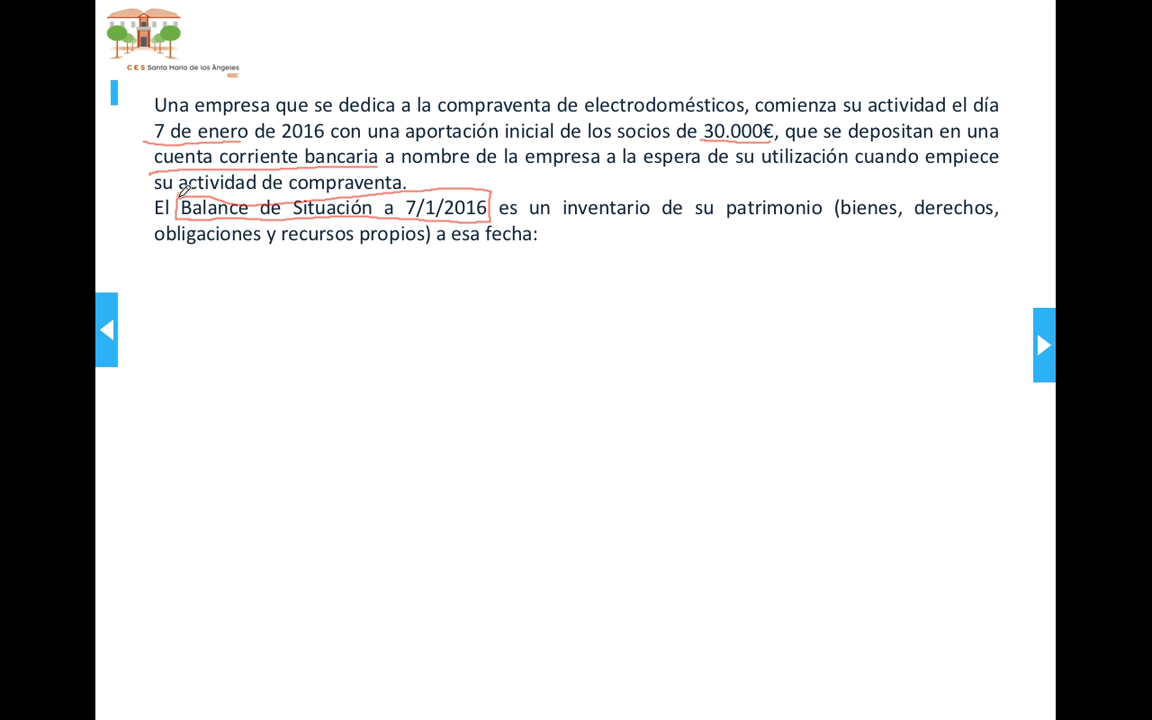 C E S Santa María de los Ángeles
Una empresa que se dedica a la compraventa de electrodomésticos, comienza su actividad el día
7 de enero de 2016 con una aportación inicial de los socios de 30.000€, que se depositan en una
cuenta corriente bancaria a nombre de la empresa a la espera de su utilización cuando empiece
su actividad de compraventa.
El Balance de Situación a 7/1/2016 es un inventario de su patrimonio (bienes, derechos,
obligaciones y recursos propios) a esa fecha: